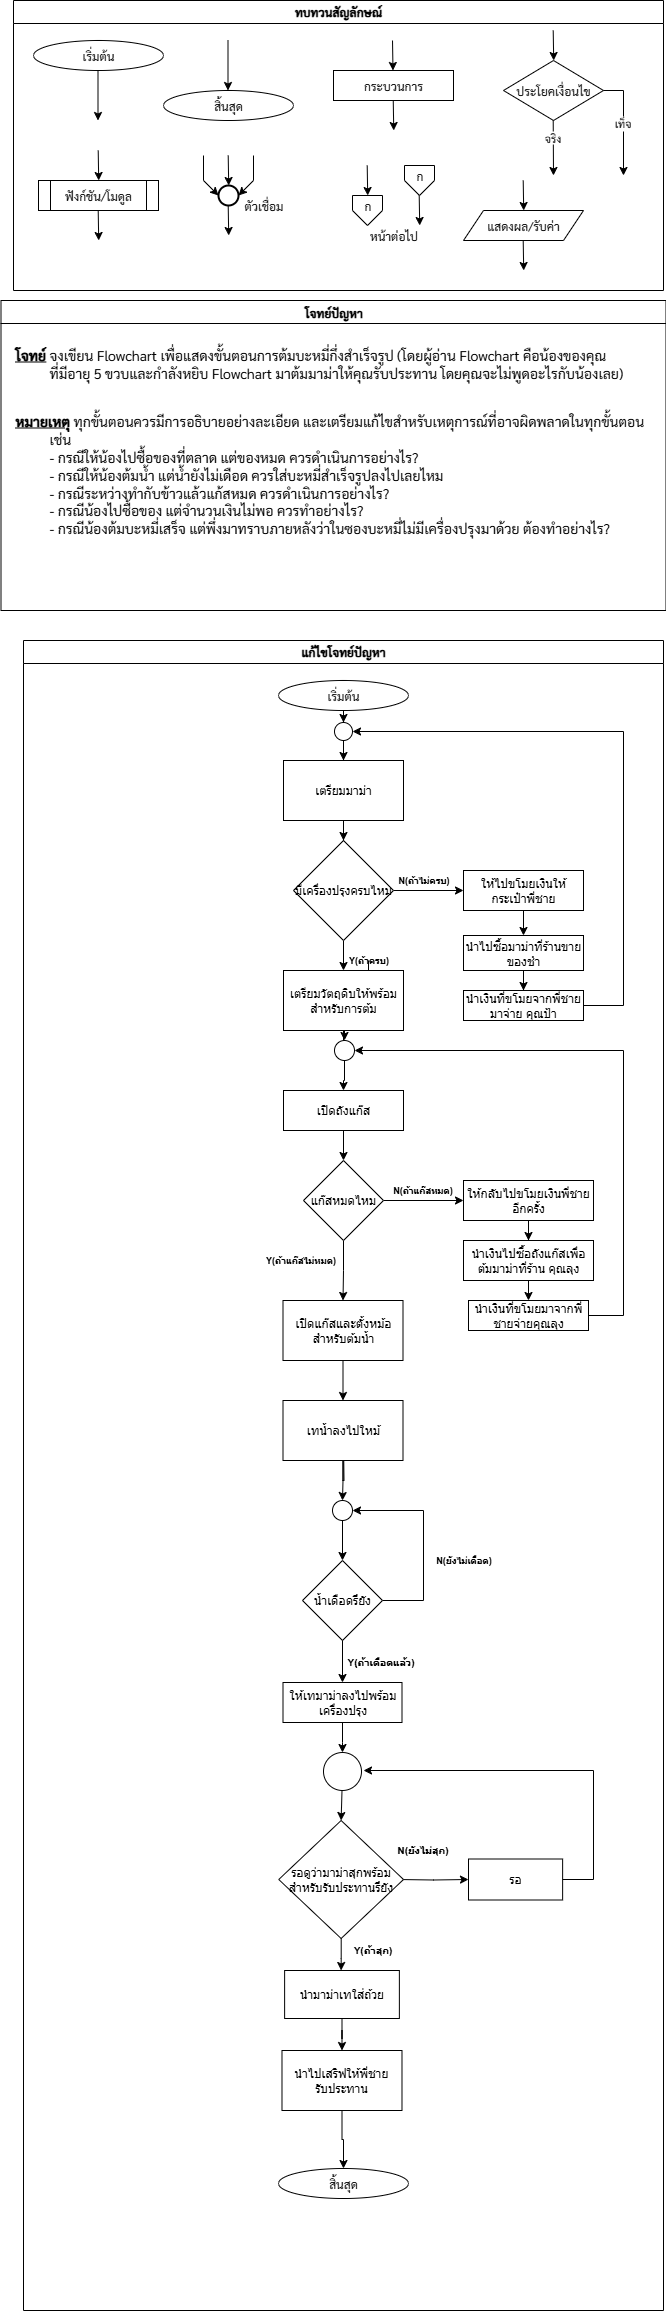 ทบทวนสัญลักษณ์
เริ่มต้น
สิ้นสุด
กระบวนการ
ประโยคเงื่อนไข
จริง
เท็จ
ฟังก์ชัน/โมดูล
ตัวเชื่อม
ก
ก
หน้าต่อไป
แสดงผล/รับค่า
โจทย์ปัญหา
โจทย์ จงเขียน Flowchart เพื่อแสดงขั้นตอนการต้มบะหมี่กึ่งสำเร็จรูป (โดยผู้อ่าน Flowchart คือน้องของคุณ
ที่มีอายุ 5 ขวบและกำลังหยิบ Flowchart มาต้มมาม่าให้คุณรับประทาน โดยคุณจะไม่พูดอะไรกับน้องเลย)
หมายเหตุ ทุกขั้นตอนควรมีการอธิบายอย่างละเอียด และเตรียมแก้ไขสำหรับเหตุการณ์ที่อาจผิดพลาดในทุกขั้นตอน
เช่น
- กรณีให้น้องไปซื้อของที่ตลาด แต่ของหมด ควรดำเนินการอย่างไร?
- กรณีให้น้องต้มน้ำ แต่น้ำยังไม่เดือด ควรใส่บะหมี่สำเร็จรูปลงไปเลยไหม
- กรณีระหว่างทำกับข้าวแล้วแก้สหมด ควรดำเนินการอย่างไร?
- กรณีน้องไปซื้อของ แต่จำนวนเงินไม่พอ ควรทำอย่างไร?
- กรณีน้องต้มบะหมี่เสร็จ แต่พึ่งมาทราบภายหลังว่าในซองบะหมี่ไม่มีเครื่องปรุงมาด้วย ต้องทำอย่างไร?
แก้ไขโจทย์ปัญหา
เริ่มต้น
เตรียมมาม่า
มีเครื่องปรุงครบไหม
N(ถ้าไม่ครบ)
ให้ไปขโมยเงินให้
กระเป๋าพี่ชาย
นำไปซื้อมาม่าที่ร้านขาย
ของชำ
นำเงินที่ขโมยจากพี่ชาย
มาจ่าย คุณป้า
Y(ถ้าครบ)
เตรียมวัตถุดิบให้พร้อม
สำหรับการต้ม
เปิดถังแก๊ส
แก๊สหมดไหม
N(ถ้าแก๊สหมด)
ให้กลับไปขโมยเงินพี่ชาย
อีกครั้ง
นำเงินไปซื้อถังแก๊สเพื่อ
ต้มมาม่าที่ร้าน คุณลุง
นำเงินที่ขโมยมาจากพี่
ชายจ่ายคุณลุง
Y(ถ้าแก๊สไม่หมด)
เปิดแก๊สและตั้งหม้อ
สำหรับต้มน้ำ
เทน้ำลงไปใหม้
N(ยังไม่เดือด)
น้ำเดือดรึยัง
Y(ถ้าเดือดแล้ว)
ให้เทมาม่าลงไปพร้อม
เครื่องปรุง
N(ยังไม่สุก)
รอดูว่ามาม่าสุกพร้อม
สำหรับรับประทานรึยัง
รอ
Y(ถ้าสุก)
นำมาม่าเทใส่ถ้วย
นำไปเสริฟให้พี่ชาย
รับประทาน
สิ้นสุด